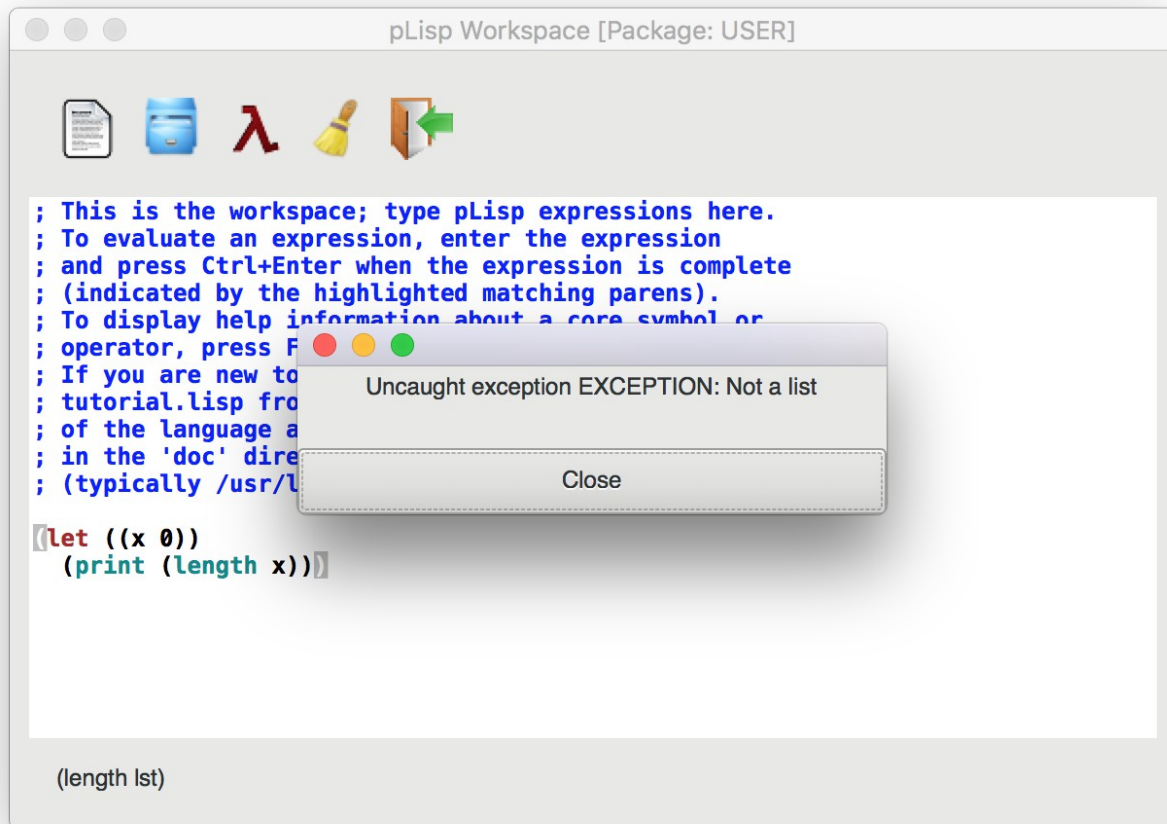 pLisp Workspace [Package: USER]
; This is the workspace; type pLisp expressions here.
; To evaluate an expression, enter the expression
; and press Ctrl+Enter when the expression is complete
; (indicated by the highlighted matching parens).
; To display help information about a core symbol or
; operator, press F
; If you are new to
; tutorial.lisp fro
; of the language a
; in the 'doc' dire
; (typically /usr/l
Uncaught exception EXCEPTION: Not a list
Close
(let ((x 0))
(print (length x)))
(length lst)